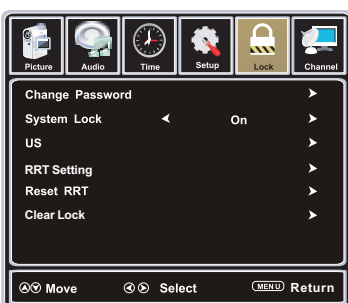 Picture Audio Time Setup Lock Channel
Change Password
System Lock On
US
RRT Setting
Reset RRT
Clear Lock
Move Select MENU Return